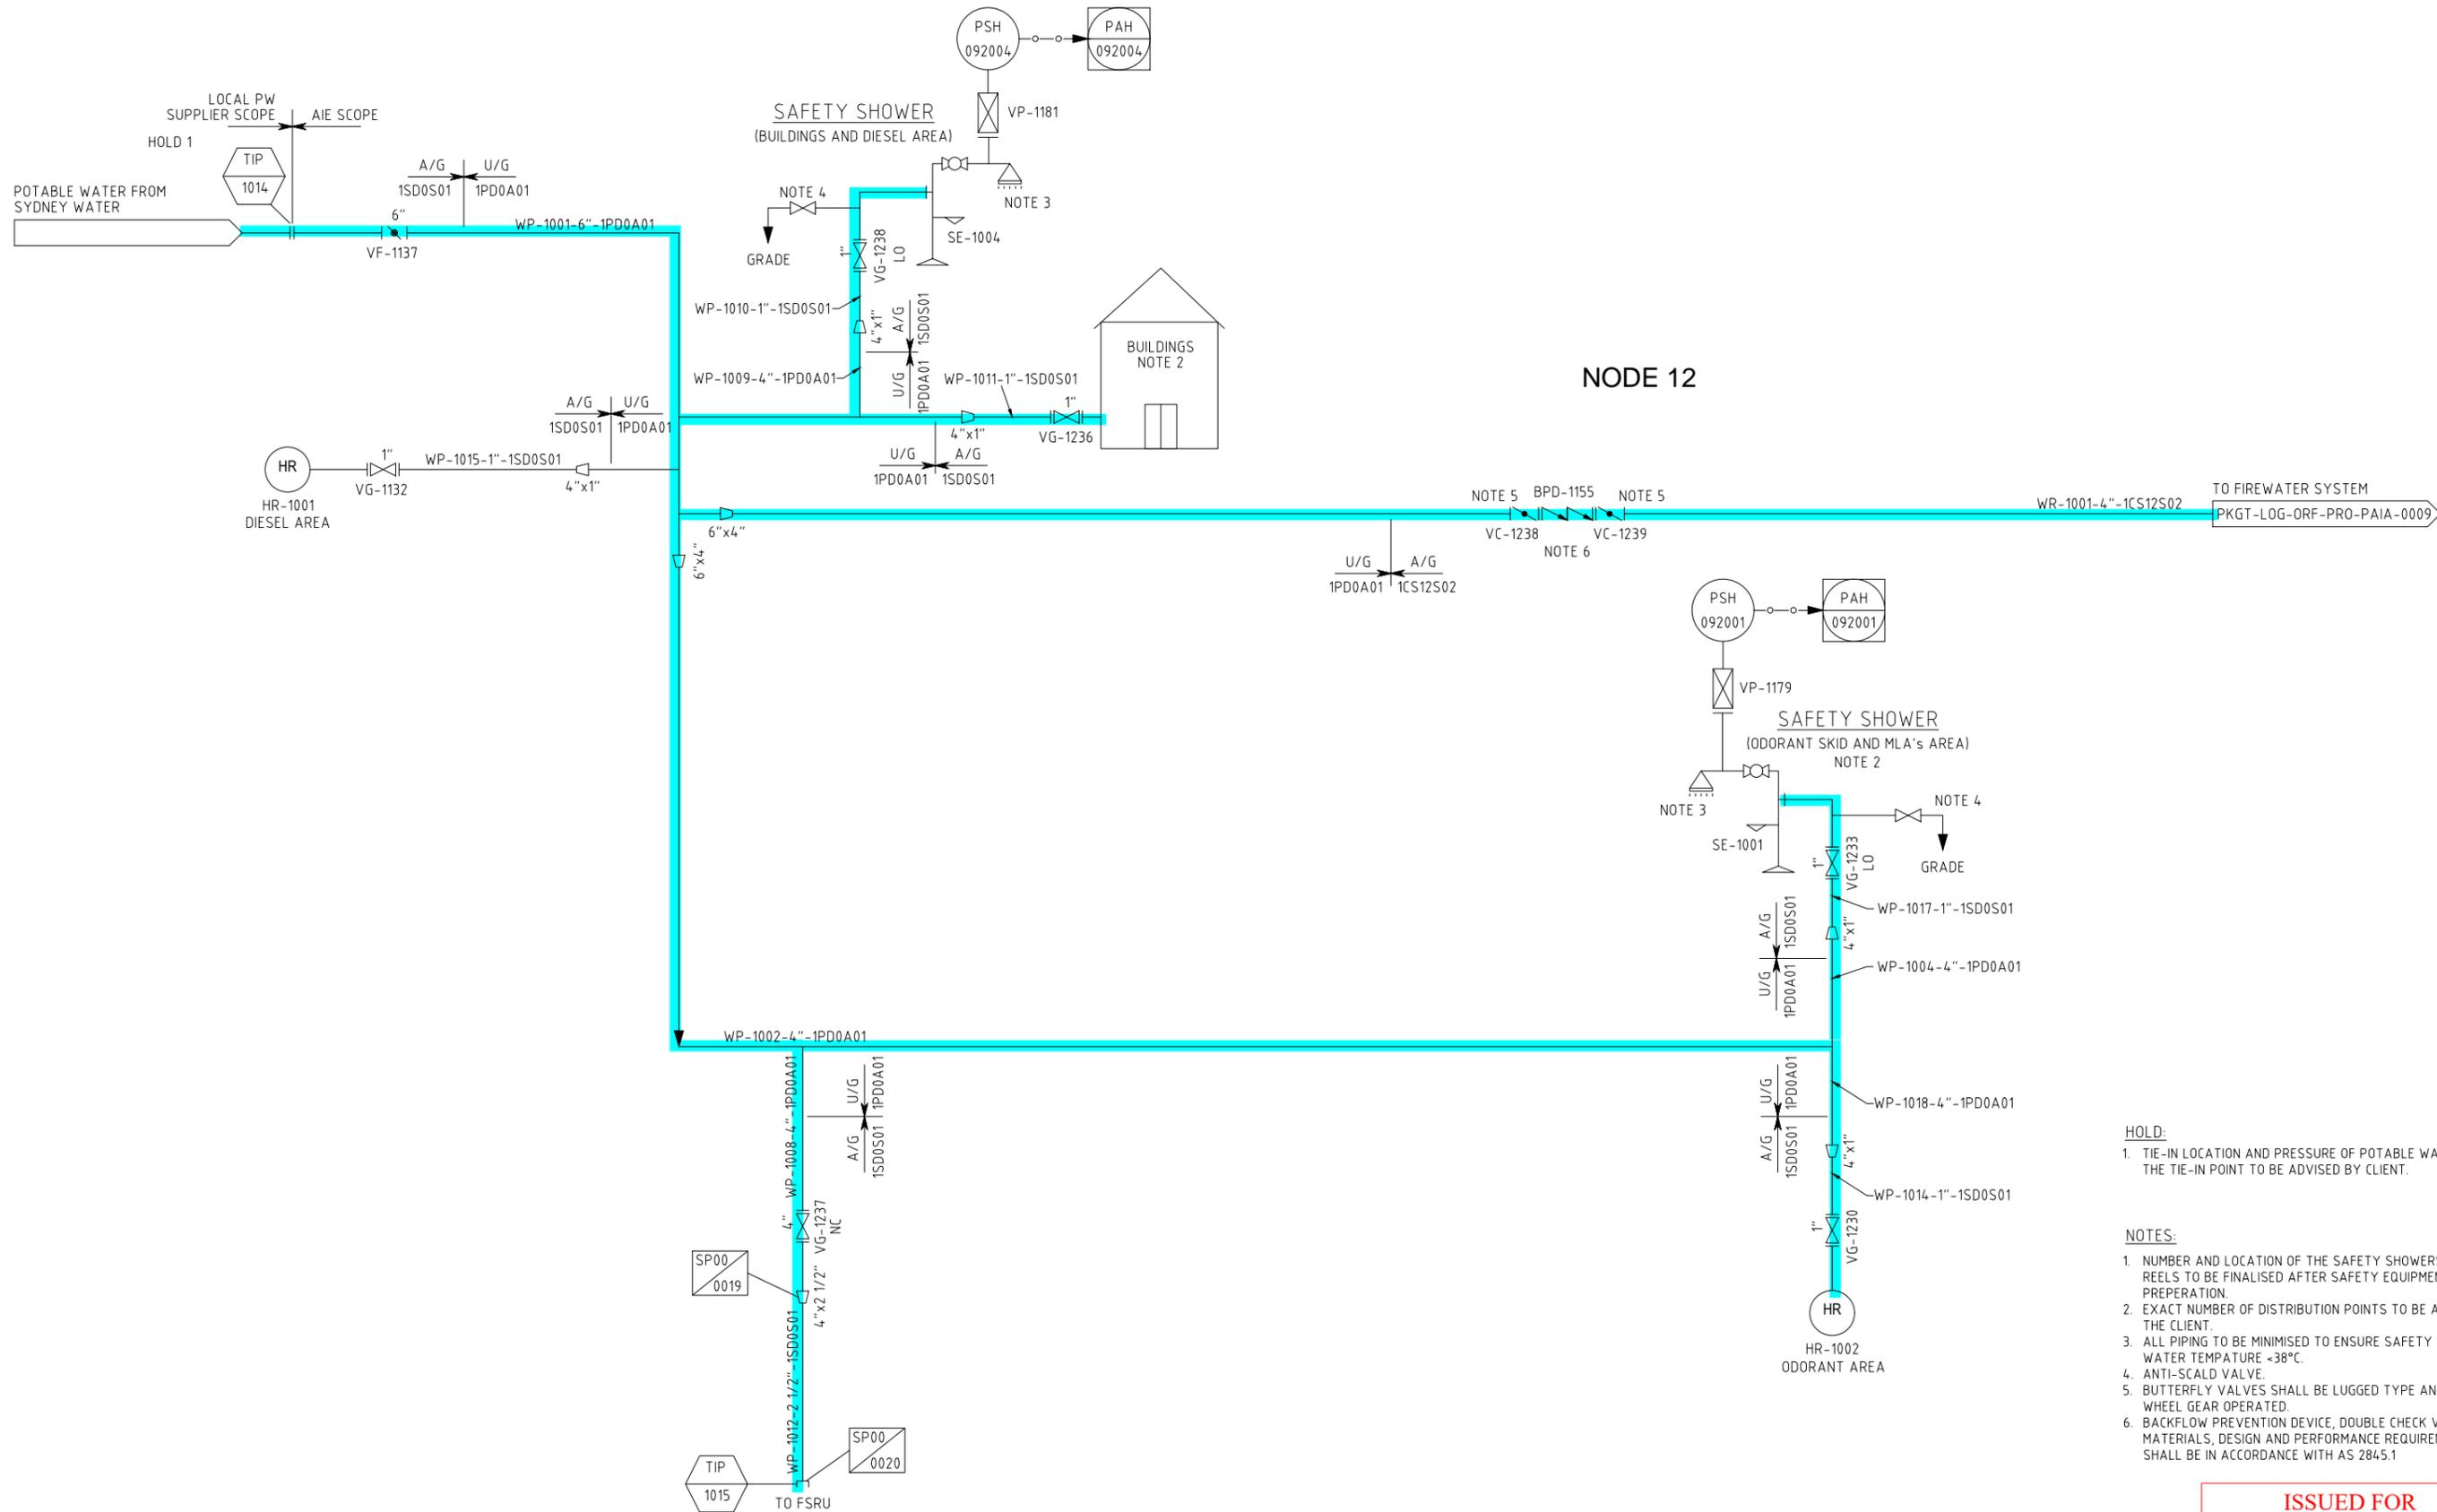 PSH
092004
PAH
092004
VP-1181
LOCAL PW
SUPPLIER SCOPE
AIE SCOPE
HOLD 1
TIP
1014
SAFETY SHOWER
(BUILDINGS AND DIESEL AREA)
A/G
U/G
1SD0S01
1PD0A01
POTABLE WATER FROM
SYDNEY WATER
6"
VF-1137
WP-1001-6"-1PD0A01
NOTE 4
GRADE
NOTE 3
SE-1004
1"
VG-1238
LO
WP-1010-1"-1SD0S01
4"x1"
A/G
1SD0S01
U/G
1PD0A01
WP-1009-4"-1PD0A01
WP-1011-1"-1SD0S01
BUILDINGS
NOTE 2
1"
VG-1236
4"x1"
U/G
A/G
1PD0A01
1SD0S01
NODE 12
A/G
U/G
1SD0S01
1PD0A01
HR
HR-1001
DIESEL AREA
1"
VG-1132
WP-1015-1"-1SD0S01
4"x1"
6"x4"
6"x4"
NOTE 5
BPD-1155
NOTE 5
VC-1238
VC-1239
NOTE 6
U/G
A/G
1PD0A01
1CS12S02
WR-1001-4"-1CS12S02
TO FIREWATER SYSTEM
PKGT-LOG-ORF-PRO-PAIA-0009
PSH
092001
PAH
092001
VP-1179
SAFETY SHOWER
(ODORANT SKID AND MLA's AREA)
NOTE 2
NOTE 3
NOTE 4
SE-1001
1"
VG-1233
LO
GRADE
WP-1017-1"-1SD0S01
A/G
1SD0S01
U/G
1PD0A01
4"x1"
WP-1004-4"-1PD0A01
WP-1002-4"-1PD0A01
WP-1008-4"-1PD0A01
U/G
1PD0A01
A/G
1SD0S01
4"
VG-1237
NC
SP00
0019
4"x2 1/2"
WP-1012-2 1/2"-1SD0S01
SP00
0020
TIP
1015
TO FSRU
U/G
1PD0A01
A/G
1SD0S01
WP-1018-4"-1PD0A01
4"x1"
WP-1014-1"-1SD0S01
1"
VG-1230
HR
HR-1002
ODORANT AREA
HOLD:
1. TIE-IN LOCATION AND PRESSURE OF POTABLE WA
THE TIE-IN POINT TO BE ADVISED BY CLIENT.
NOTES:
1. NUMBER AND LOCATION OF THE SAFETY SHOWER
REELS TO BE FINALISED AFTER SAFETY EQUIPME
PREPERATION.
2. EXACT NUMBER OF DISTRIBUTION POINTS TO BE A
THE CLIENT.
3. ALL PIPING TO BE MINIMISED TO ENSURE SAFETY
WATER TEMPATURE <38°C.
4. ANTI-SCALD VALVE.
5. BUTTERFLY VALVES SHALL BE LUGGED TYPE AN
WHEEL GEAR OPERATED.
6. BACKFLOW PREVENTION DEVICE, DOUBLE CHECK V
MATERIALS, DESIGN AND PERFORMANCE REQUIRE
SHALL BE IN ACCORDANCE WITH AS 2845.1
ISSUED FOR